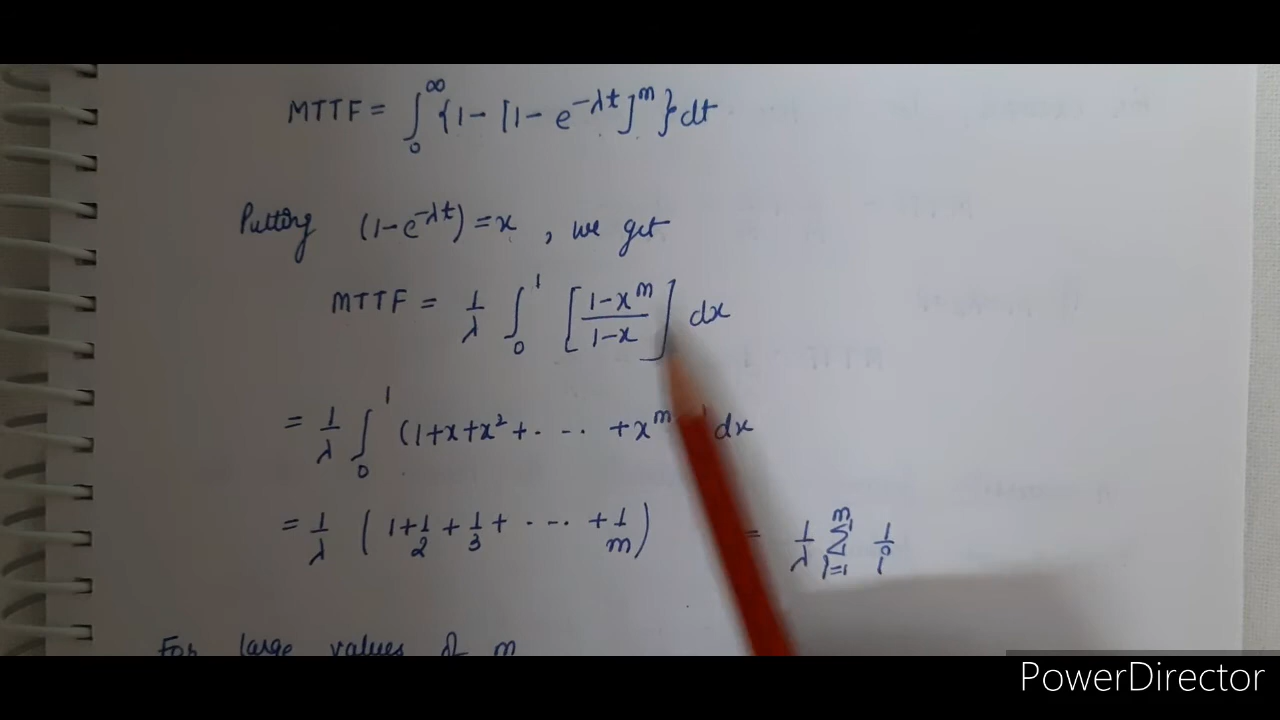 MTTF = ∫₀^∞ {1 - [1 - e^{-λt}]^m} dt
Putting (1-e^{-λt}) = x , we get
MTTF = 1/λ ∫₀^1 [(1-x^m)/(1-x)] dx
= 1/λ ∫₀^1 (1+x+x²+ . . . . +x^m dx
= 1/λ (1+1/2+1/3+ . . . . +1/m) = 1/λ Σ_{i=1}^m 1/i
For large values of m
PowerDirector